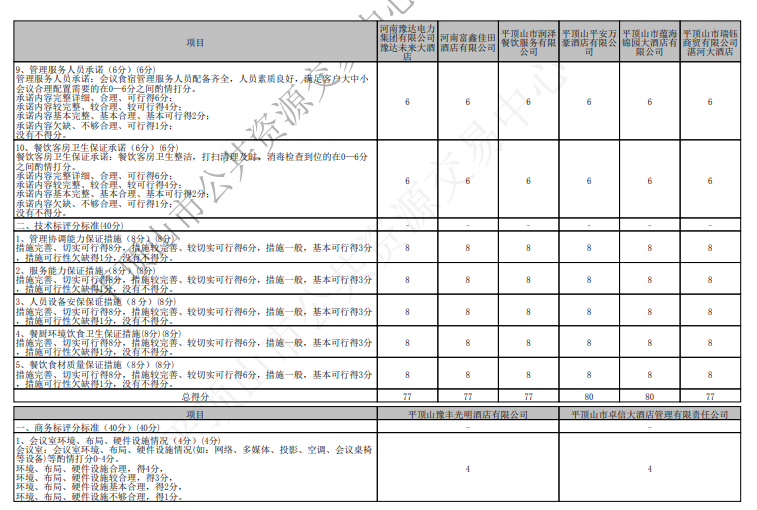 项目
河南豫达电力
集团有限公司
豫达未来大酒
店
河南富鑫佳田
酒店有限公司
平顶山市润泽
餐饮服务有限
公司
平顶山平安万
豪酒店有限公
司
平顶山市蕴海
锦园大酒店有
限公司
平顶山市瑞钰
商贸有限公司
湛河大酒店
9、管理服务人员承诺（6分）(6分)
管理服务人员承诺：会议食宿管理服务人员配备齐全，人员素质良好，满足客户大中小
会议合理配置需要的在0—6分之间酌情打分。
承诺内容完整详细、合理、可行得6分；
承诺内容较完整、较合理、较可行得4分；
承诺内容基本完整、基本合理、基本可行得2分；
承诺内容欠缺、不够合理、可行得1分；
没有不得分。
6 6 6 6 6 6
10、餐饮客房卫生保证承诺（6分）(6分)
餐饮客房卫生保证承诺：餐饮客房卫生整洁，打扫清理及时，消毒检查到位的在0—6分
之间酌情打分。
承诺内容完整详细、合理、可行得6分；
承诺内容较完整、较合理、较可行得4分；
承诺内容基本完整、基本合理、基本可行得2分；
承诺内容欠缺、不够合理、可行得1分；
没有不得分。
6 6 6 6 6 6
二、技术标评分标准(40分)
- - - - - -
1、管理协调能力保证措施（8分）(8分)
措施完善、切实可行得8分，措施较完善、较切实可行得6分，措施一般，基本可行得3分
，措施可行性欠缺得1分，没有不得分。
8 8 8 8 8 8
2、服务能力保证措施（8分）(8分)
措施完善、切实可行得8分，措施较完善、较切实可行得6分，措施一般，基本可行得3分
，措施可行性欠缺得1分，没有不得分。
8 8 8 8 8 8
3、人员设备安保保证措施（8 分）(8分)
措施完善、切实可行得8分，措施较完善、较切实可行得6分，措施一般，基本可行得3分
，措施可行性欠缺得1分，没有不得分。
8 8 8 8 8 8
4、餐厨环境饮食卫生保证措施(8分)(8分)
措施完善、切实可行得8分，措施较完善、较切实可行得6分，措施一般，基本可行得3分
，措施可行性欠缺得1分，没有不得分。
8 8 8 8 8 8
5、餐饮食材质量保证措施（8分）(8分)
措施完善、切实可行得8分，措施较完善、较切实可行得6分，措施一般，基本可行得3分
，措施可行性欠缺得1分，没有不得分。
8 8 8 8 8 8
总得分 77 77 77 80 80 77
项目 平顶山豫丰光明酒店有限公司 平顶山市卓信大酒店管理有限责任公司
一、商务标评分标准（40分）(40分) - -
1、会议室环境、布局、硬件设施情况（4分）(4分)
会议室：会议室环境、布局、硬件设施情况(如：网络、多媒体、投影、空调、会议桌椅
等设备)等酌情打分0-4分。
环境、布局、硬件设施合理，得4分，
环境、布局、硬件设施较合理，得3分，
环境、布局、硬件设施基本合理，得2分，
环境、布局、硬件设施不够合理，得1分。
4 4
平顶山市公共资源交易中心
平顶山市公共资源交易中心